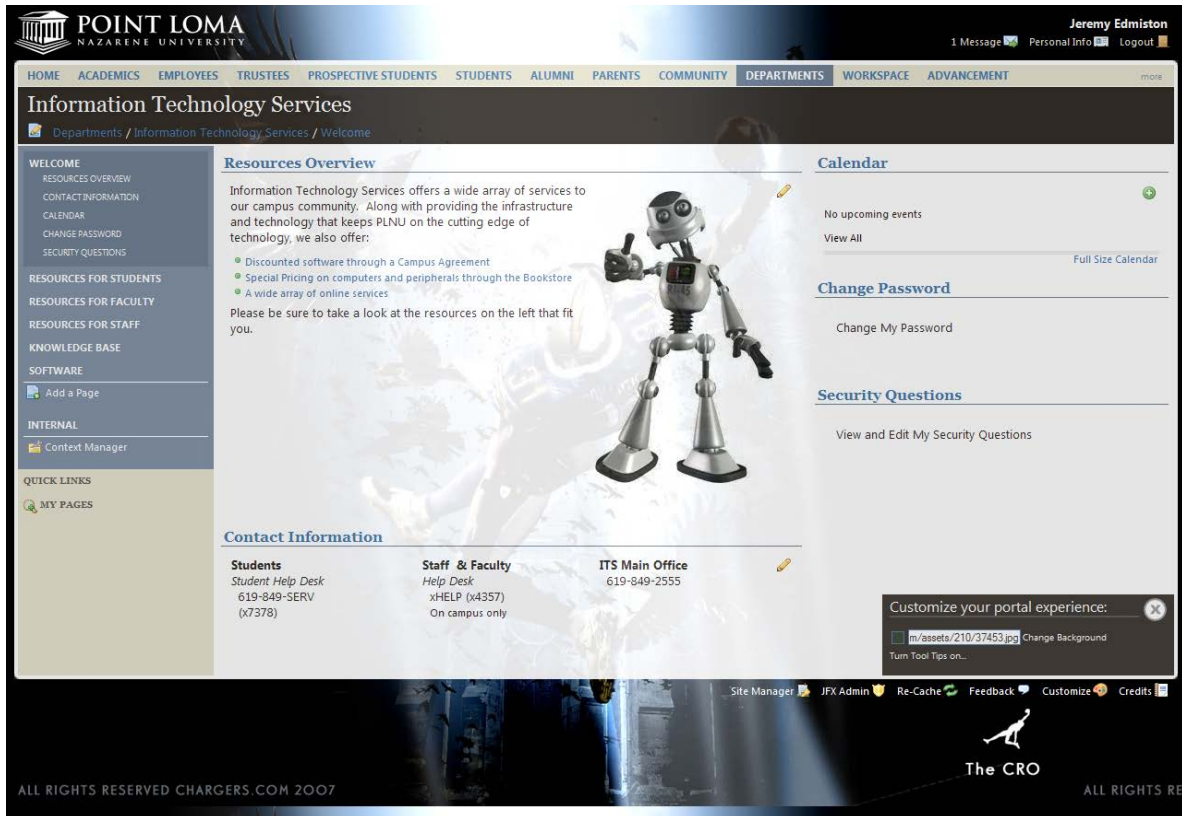 POINT LOMA
NAZARENE UNIVERSITY
Jeremy Edmiston
1 Message Personal Info Logout
HOME ACADEMICS EMPLOYEES TRUSTEES PROSPECTIVE STUDENTS STUDENTS ALUMNI PARENTS COMMUNITY DEPARTMENTS WORKSPACE ADVANCEMENT more
Information Technology Services
Departments / Information Technology Services / Welcome
WELCOME
RESOURCES OVERVIEW
CONTACT INFORMATION
CALENDAR
CHANGE PASSWORD
SECURITY QUESTIONS
RESOURCES FOR STUDENTS
RESOURCES FOR FACULTY
RESOURCES FOR STAFF
KNOWLEDGE BASE
SOFTWARE
Add a Page
INTERNAL
Context Manager
QUICK LINKS
MY PAGES
Resources Overview
Information Technology Services offers a wide array of services to
our campus community. Along with providing the infrastructure
and technology that keeps PLNU on the cutting edge of
technology, we also offer:
Discounted software through a Campus Agreement
Special Pricing on computers and peripherals through the Bookstore
A wide array of online services
Please be sure to take a look at the resources on the left that fit
you.
RJ-45
Contact Information
Students
Student Help Desk
619-849-SERV
(x7378)
Staff & Faculty
Help Desk
xHELP (x4357)
On campus only
ITS Main Office
619-849-2555
Calendar
No upcoming events
View All
Full Size Calendar
Change Password
Change My Password
Security Questions
View and Edit My Security Questions
Customize your portal experience:
m/assets/210/37453.jpg Change Background
Turn Tool Tips on...
Site Manager JFX Admin Re-Cache Feedback Customize Credits
The CRO
ALL RIGHTS RESERVED CHARGERS.COM 2007
ALL RIGHTS RE